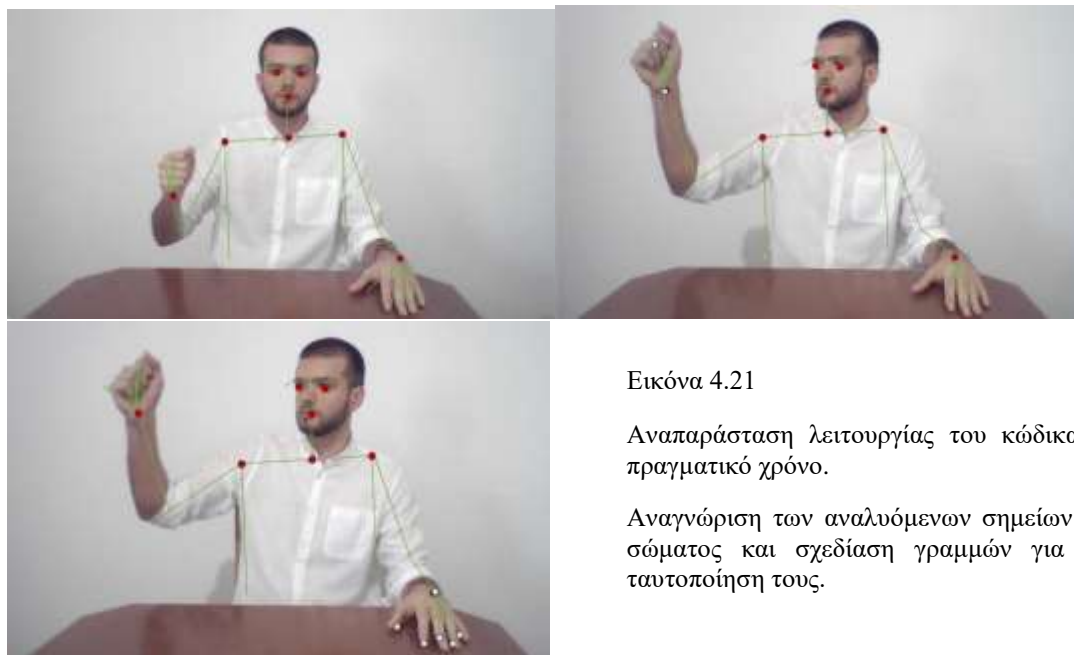 Εικόνα 4.21
Αναπαράσταση λειτουργίας του κώδικα
πραγματικό χρόνο.
Αναγνώριση των αναλυόμενων σημείων
σώματος και σχεδίαση γραμμών για
ταυτοποίηση τους.